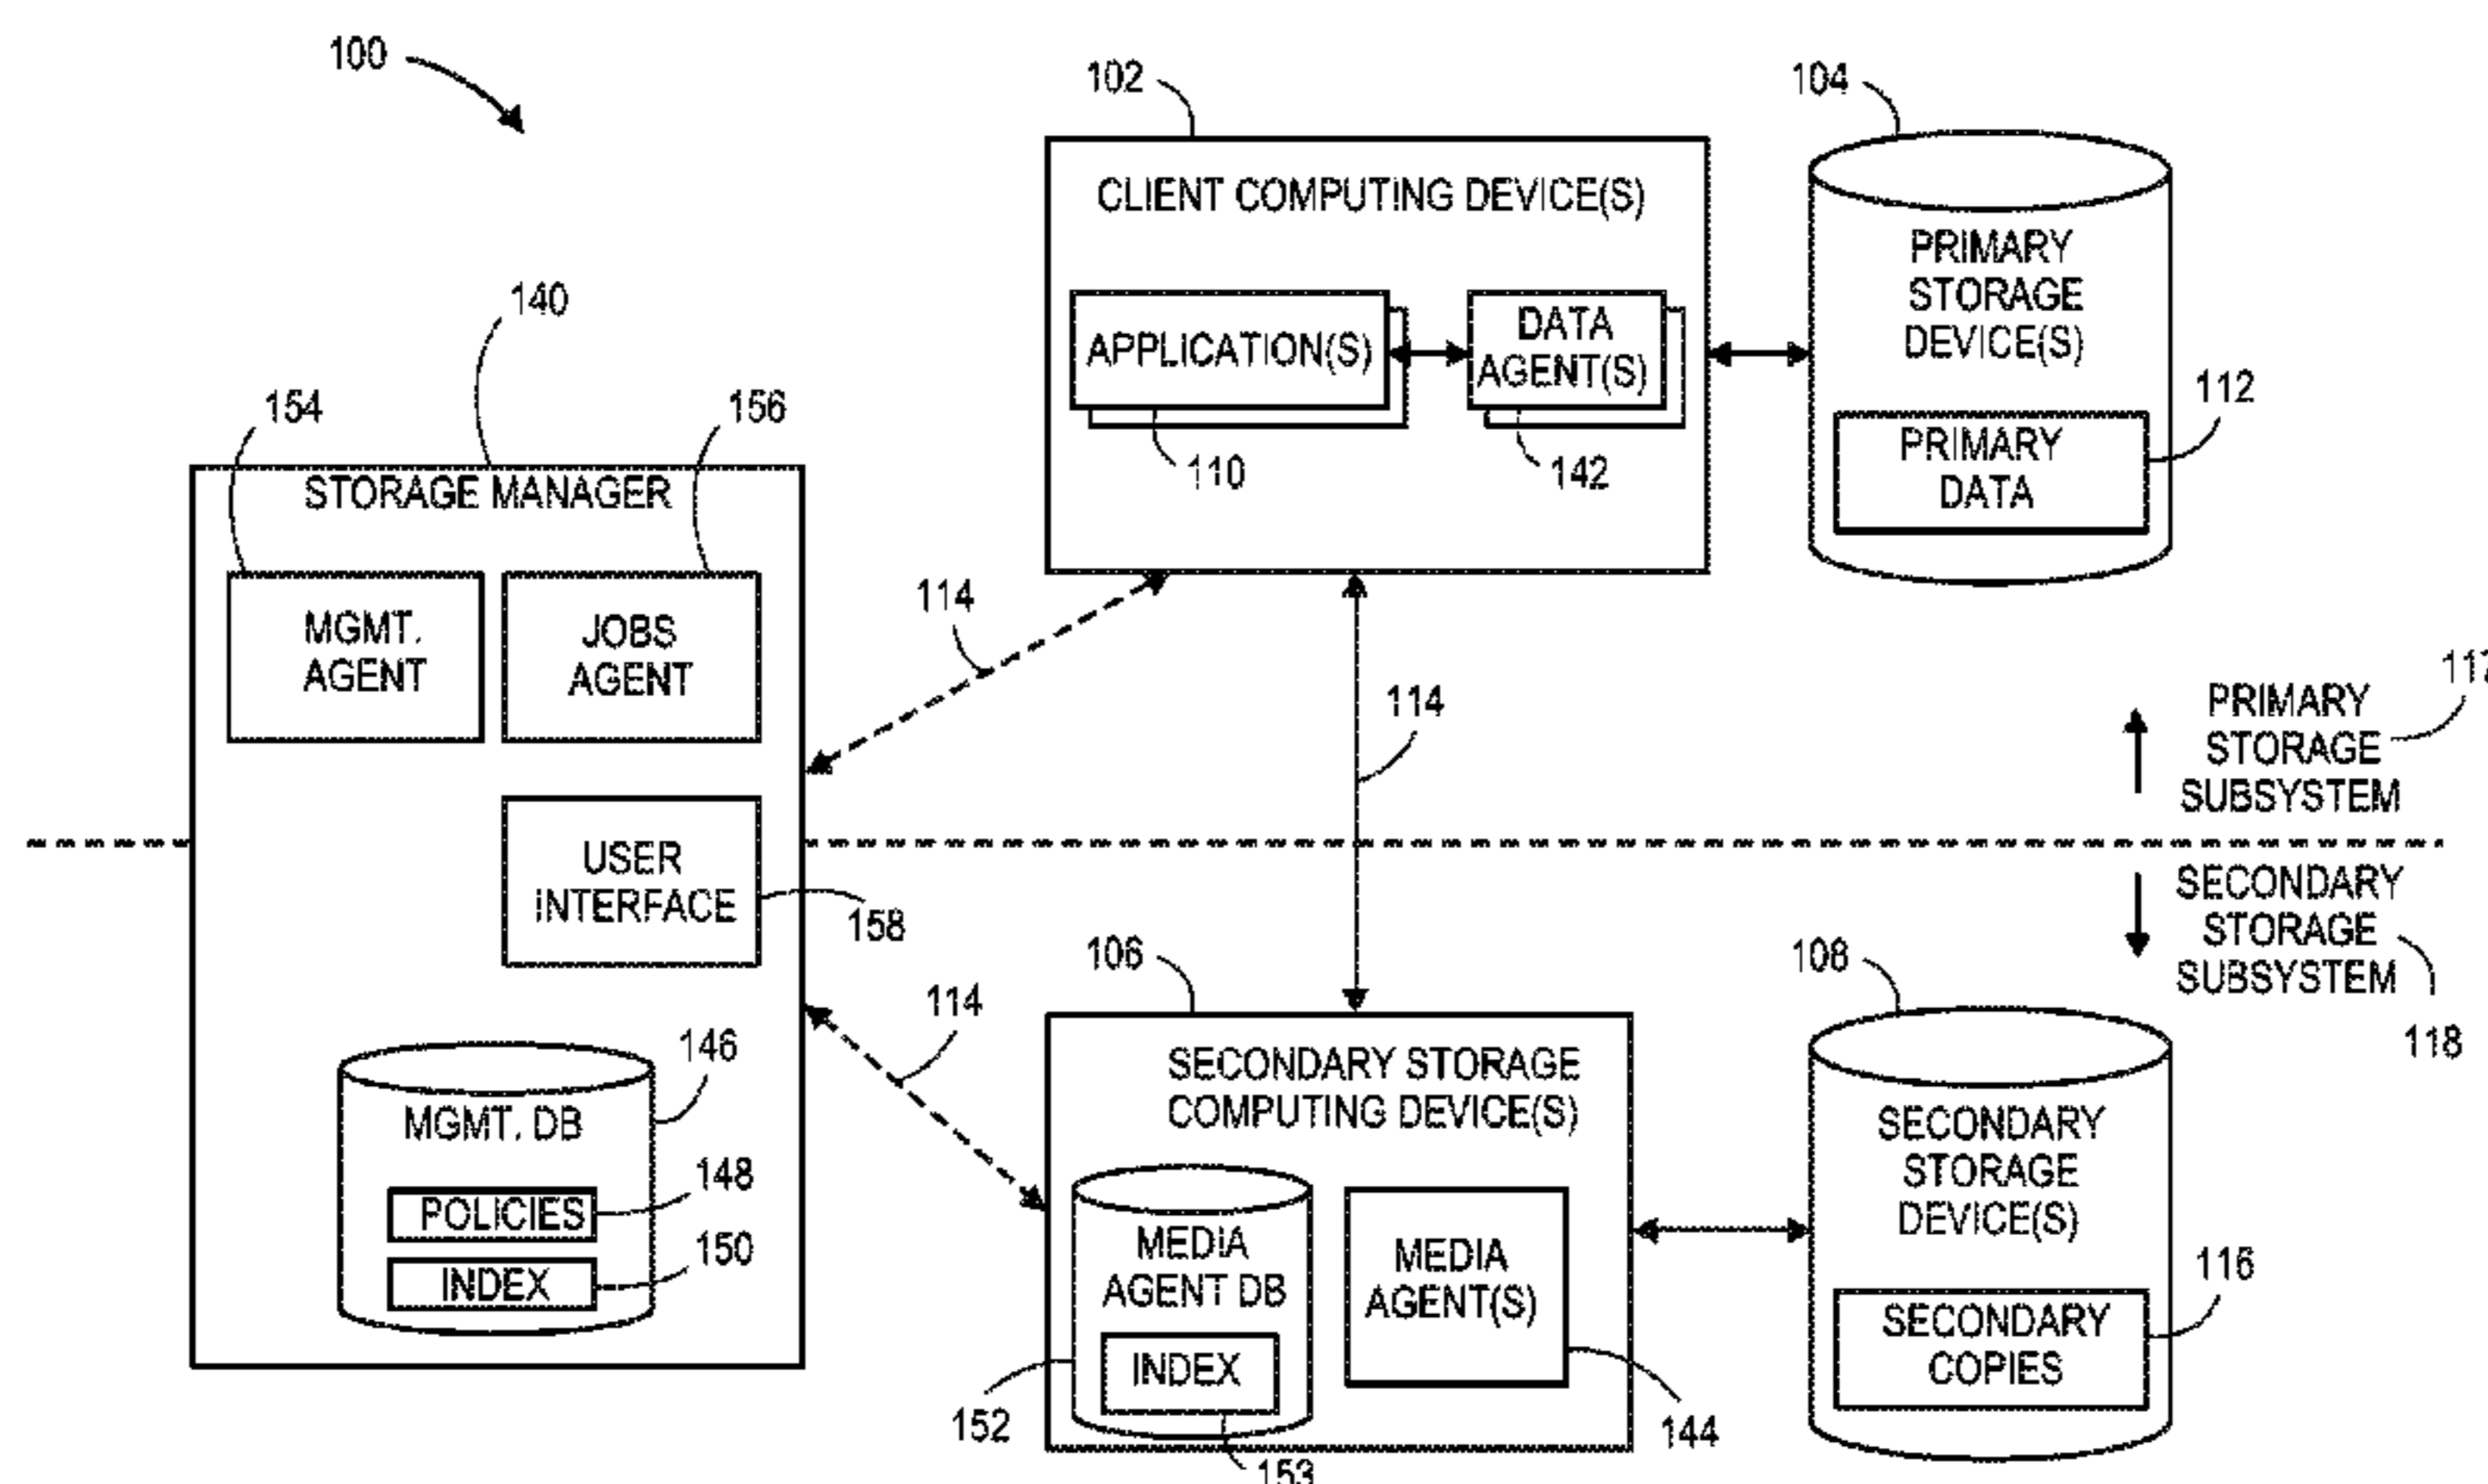 100
102
104
CLIENT COMPUTING DEVICE(S)
APPLICATION(S)
DATA
AGENT(S)
110
142
PRIMARY
STORAGE
DEVICE(S)
112
PRIMARY
DATA
140
154
156
STORAGE MANAGER
MGMT.
AGENT
JOBS
AGENT
114
114
117
PRIMARY
STORAGE
SUBSYSTEM
USER
INTERFACE
158
SECONDARY
STORAGE
SUBSYSTEM
118
114
106
108
146
MGMT. DB
148
POLICIES
150
INDEX
SECONDARY STORAGE
COMPUTING DEVICE(S)
MEDIA
AGENT DB
INDEX
MEDIA
AGENT(S)
152
153
144
SECONDARY
STORAGE
DEVICE(S)
116
SECONDARY
COPIES